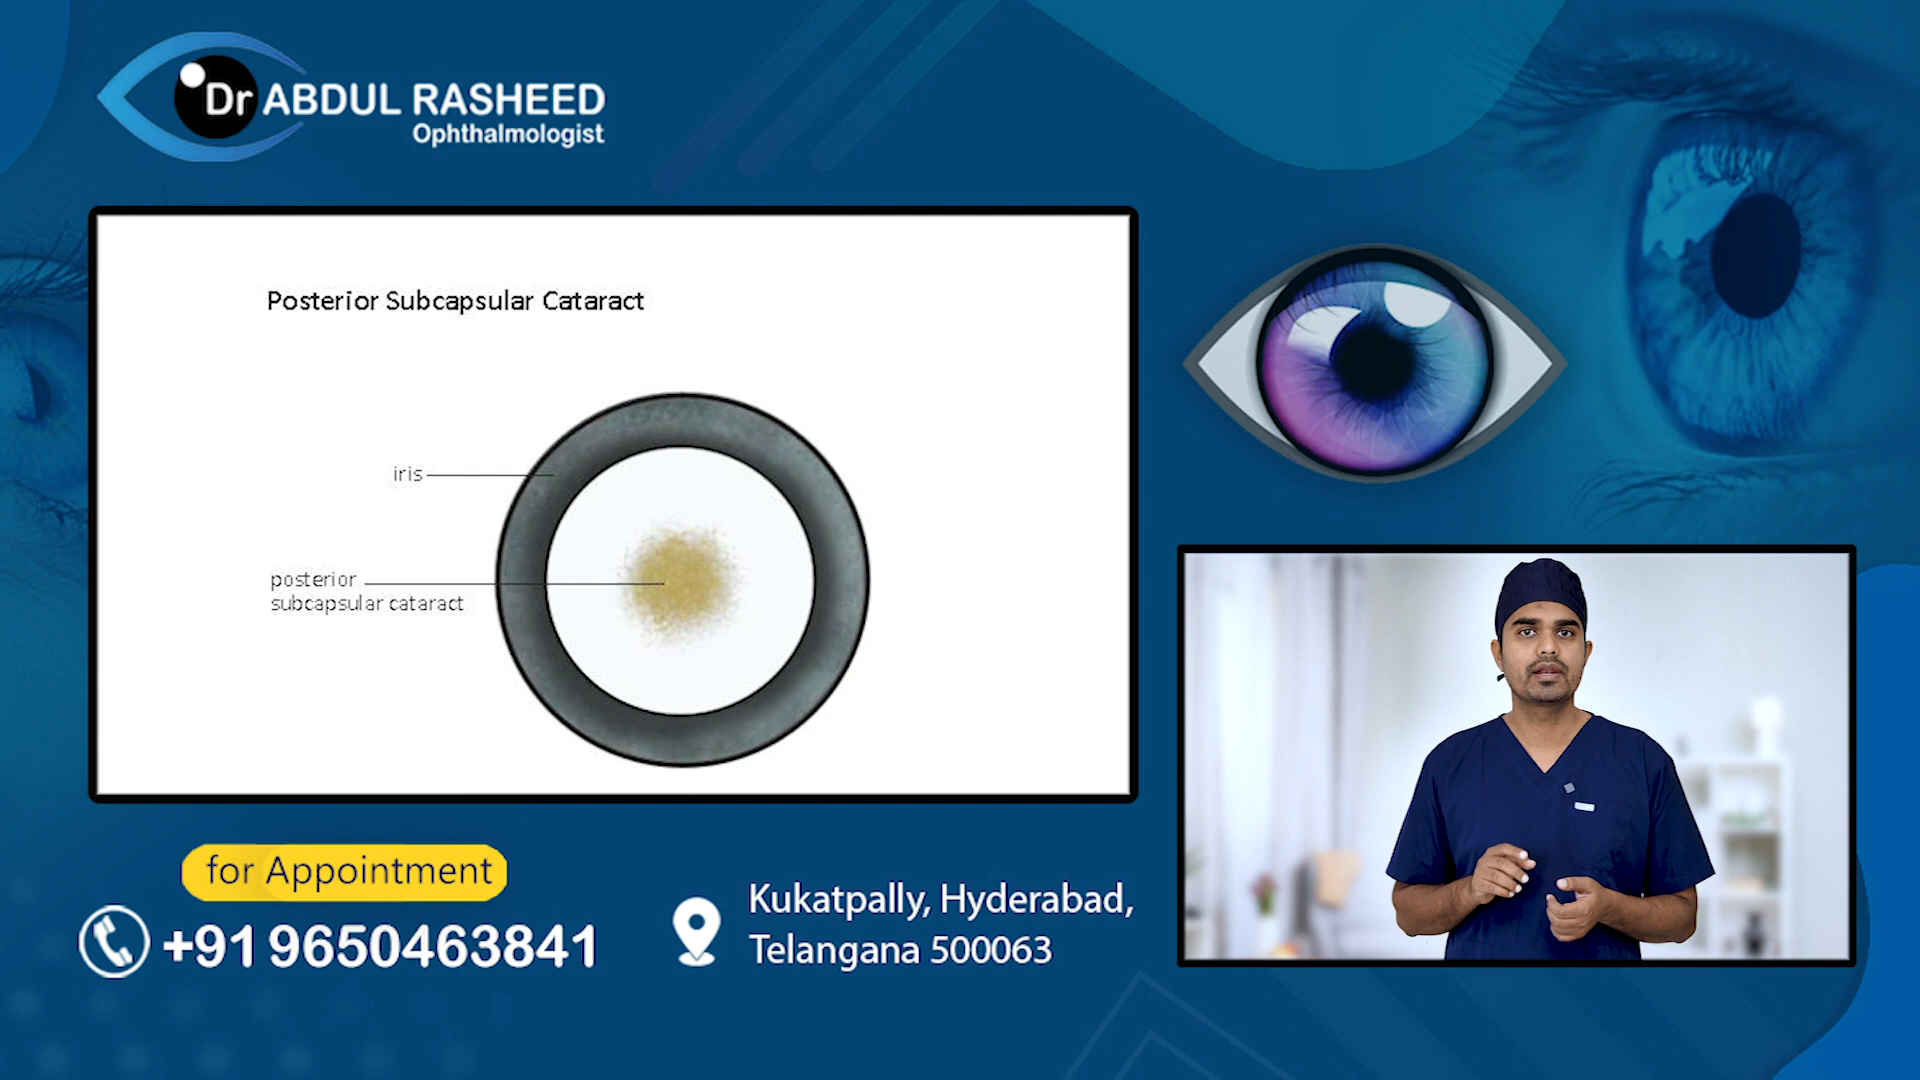 Dr ABDUL RASHEED
Ophthalmologist
Posterior Subcapsular Cataract
iris
posterior
subcapsular cataract
for Appointment
+91 9650463841
Kukatpally, Hyderabad,
Telangana 500063